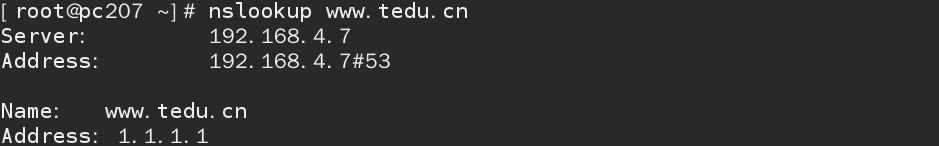 [root@pc207 ~]# nslookup www.tedu.cn
Server: 192.168.4.7
Address: 192.168.4.7#53
Name: www.tedu.cn
Address: 1.1.1.1